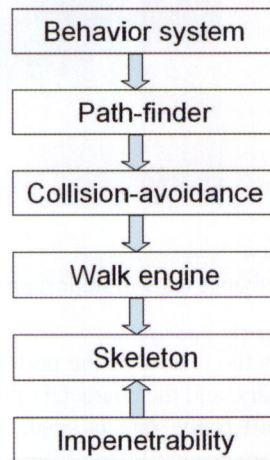 Behavior system
Path-finder
Collision-avoidance
Walk engine
Skeleton
Impenetrability